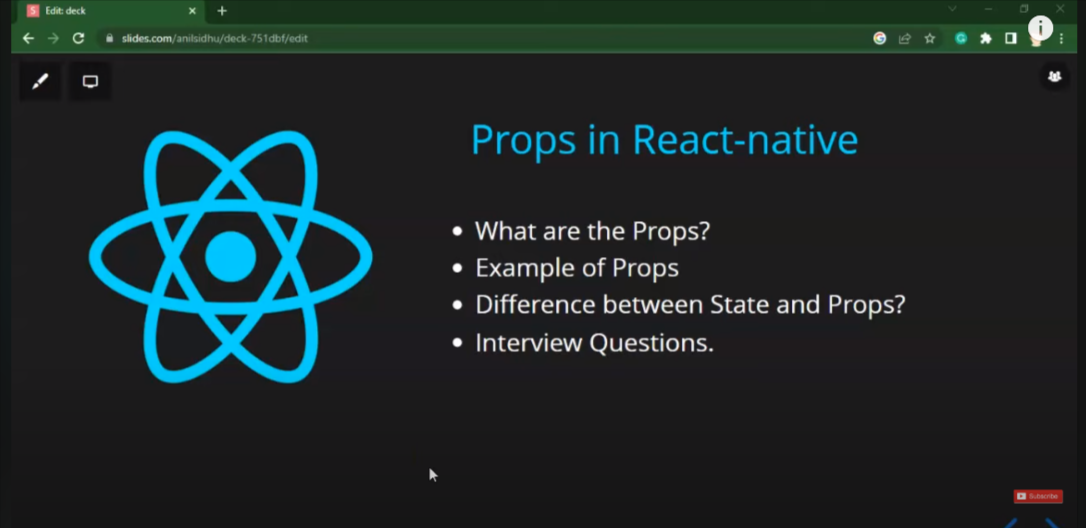 Edit: deck
slides.com/anilsidhu/deck-751dbf/edit
Props in React-native
What are the Props?
Example of Props
Difference between State and Props?
Interview Questions.
Subscribe